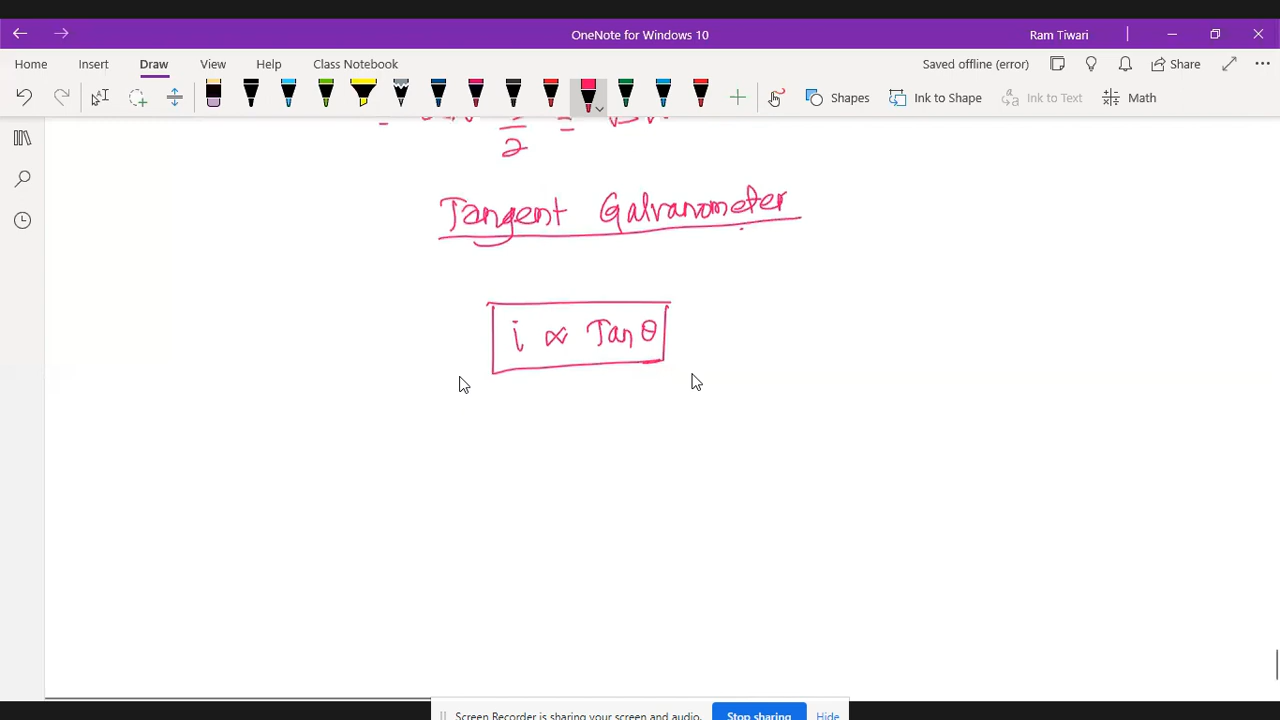 OneNote for Windows 10
Ram Tiwari
Home Insert Draw View Help Class Notebook
Saved offline (error) Share
Shapes Ink to Shape Ink to Text Math
2
Tangent Galvanometer
i ∝ Tan θ
Screen Recorder is sharing your screen and audio. Stop sharing Hide